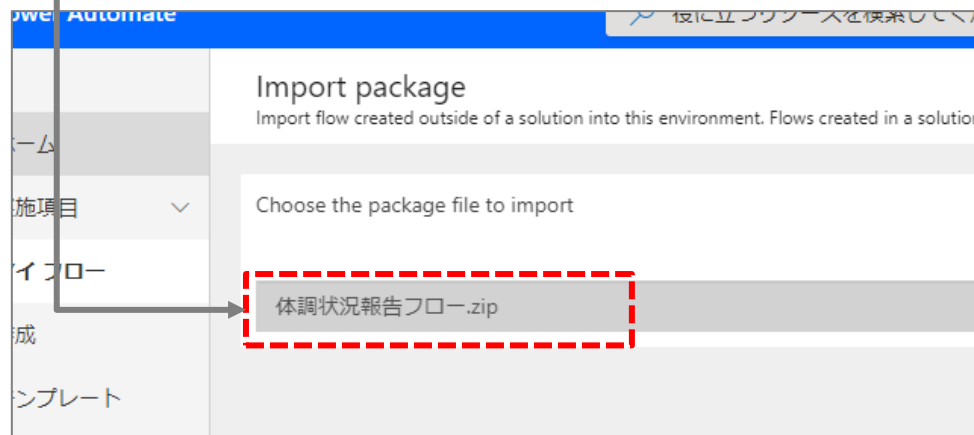 Power Automate
役に立つリソースを検索してくだ
Import package
Import flow created outside of a solution into this environment. Flows created in a solution
ホーム
施項目
Choose the package file to import
マイ フロー
体調状況報告フロー.zip
作成
テンプレート